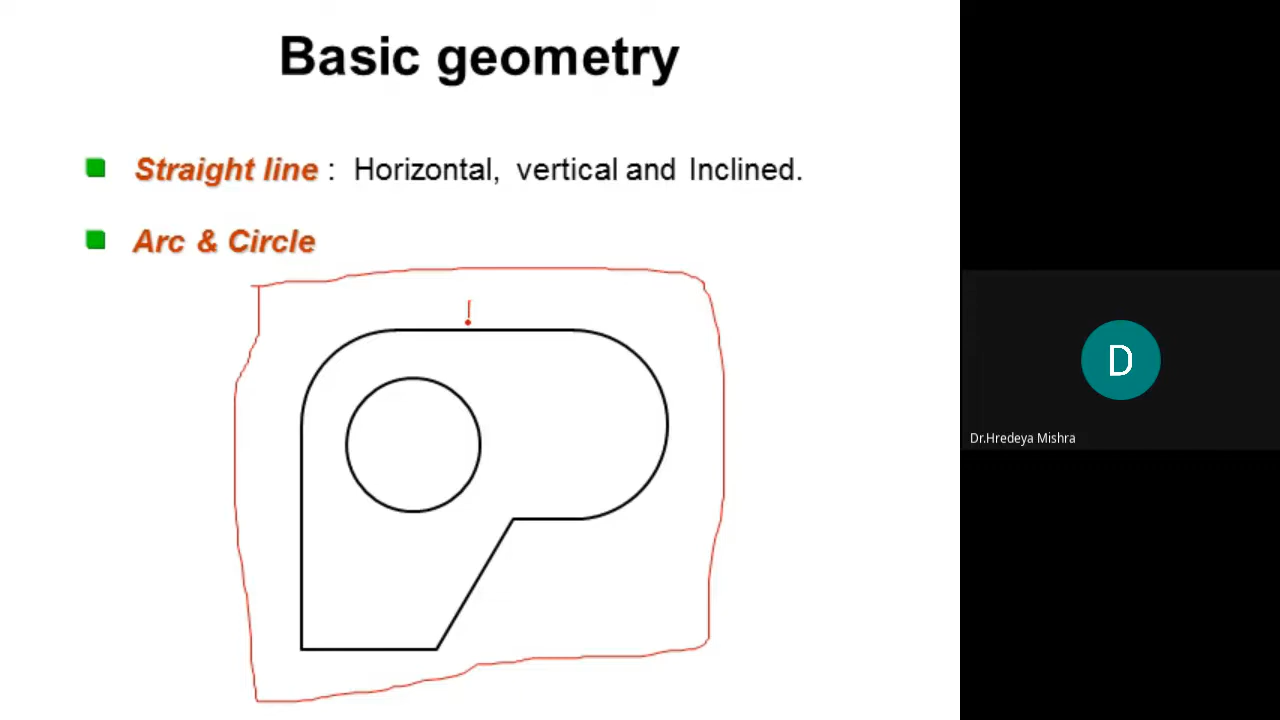 Basic geometry
Straight line : Horizontal, vertical and Inclined.
Arc & Circle
D
Dr.Hredeya Mishra